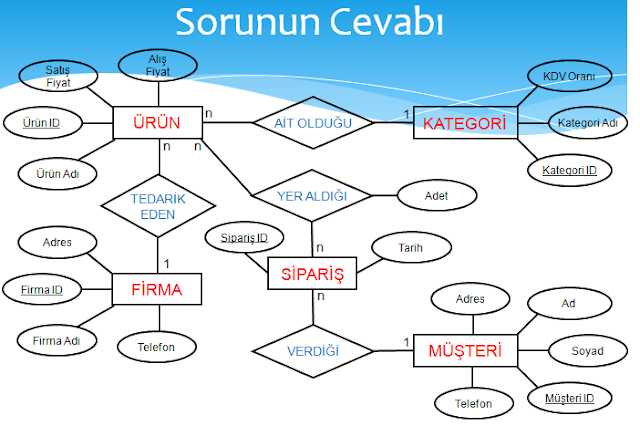 Sorunun Cevabı
Alış
Fiyat
Satış
Fiyat
KDV Oranı
Ürün ID
ÜRÜN
n
AİT OLDUĞU
1
KATEGORİ
Kategori Adı
n
n
Ürün Adı
Kategori ID
TEDARIK
EDEN
YER ALDIĞI
Adet
Adres
Sipariş ID
Tarih
n
1
SİPARİŞ
Firma ID
FİRMA
n
Adres
Ad
Firma Adı
Telefon
VERDİĞİ
1
MÜŞTERİ
Soyad
Telefon
Müşteri ID